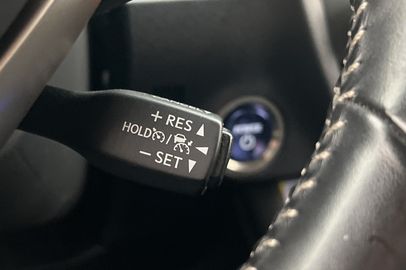 + RES
HOLD /
– SET